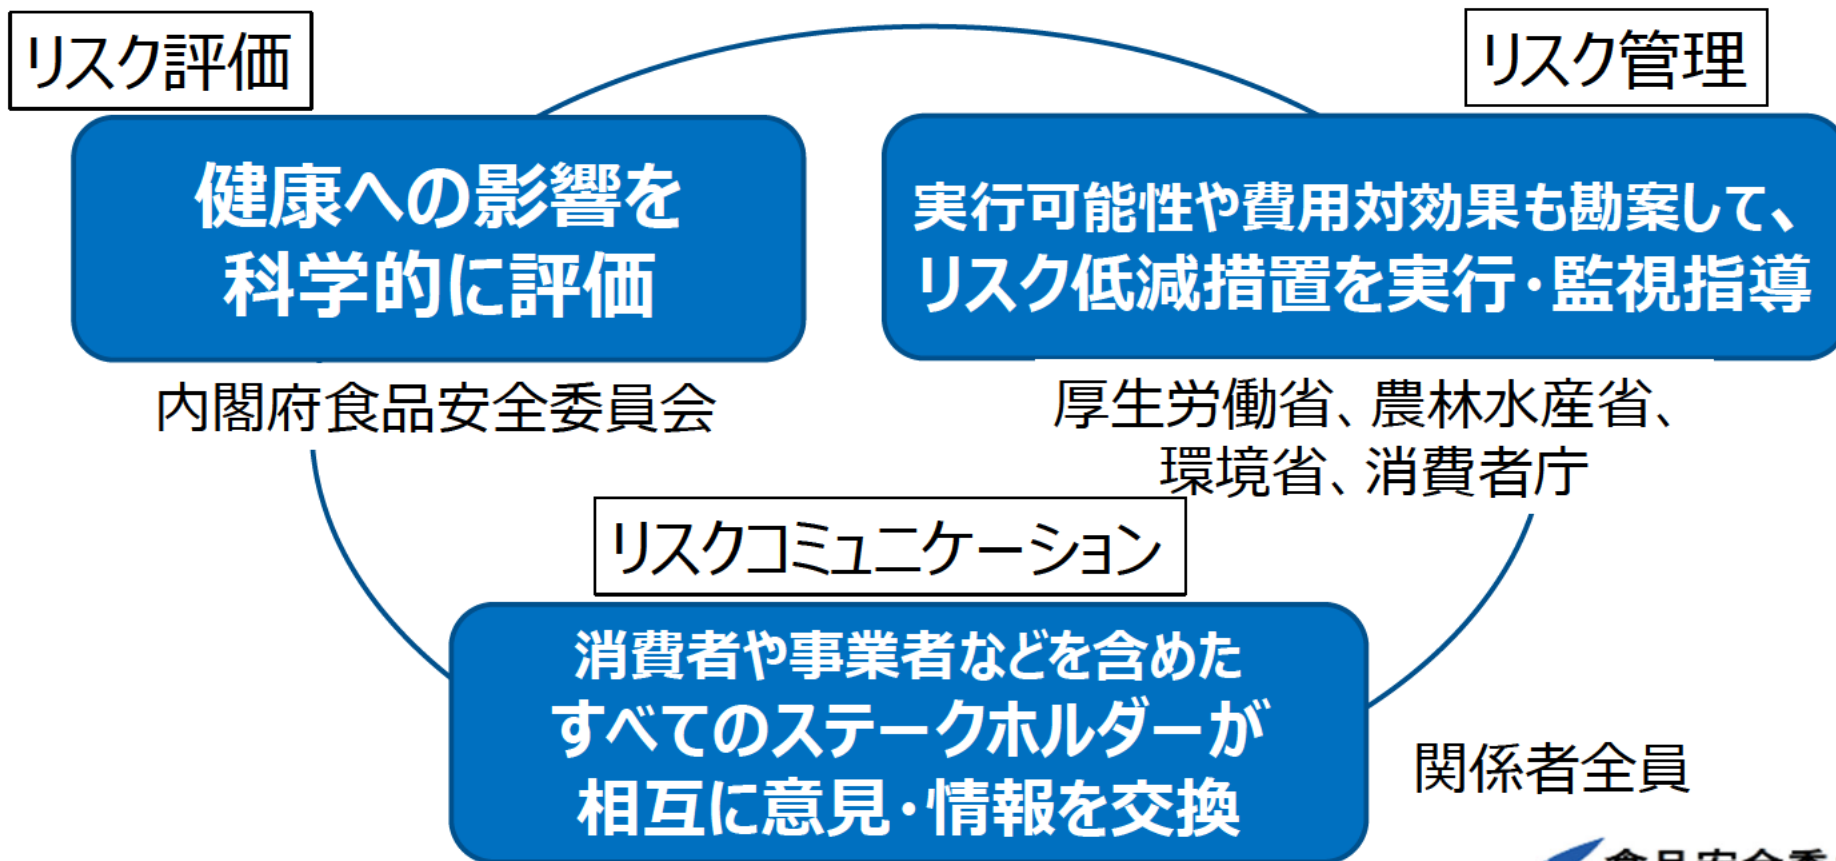 リスク評価
健康への影響を
科学的に評価
内閣府食品安全委員会
リスク管理
実行可能性や費用対効果も勘案して、
リスク低減措置を実行・監視指導
厚生労働省、農林水産省、
環境省、消費者庁
リスクコミュニケーション
消費者や事業者などを含めた
すべてのステークホルダーが
相互に意見・情報を交換
関係者全員
食品安全委